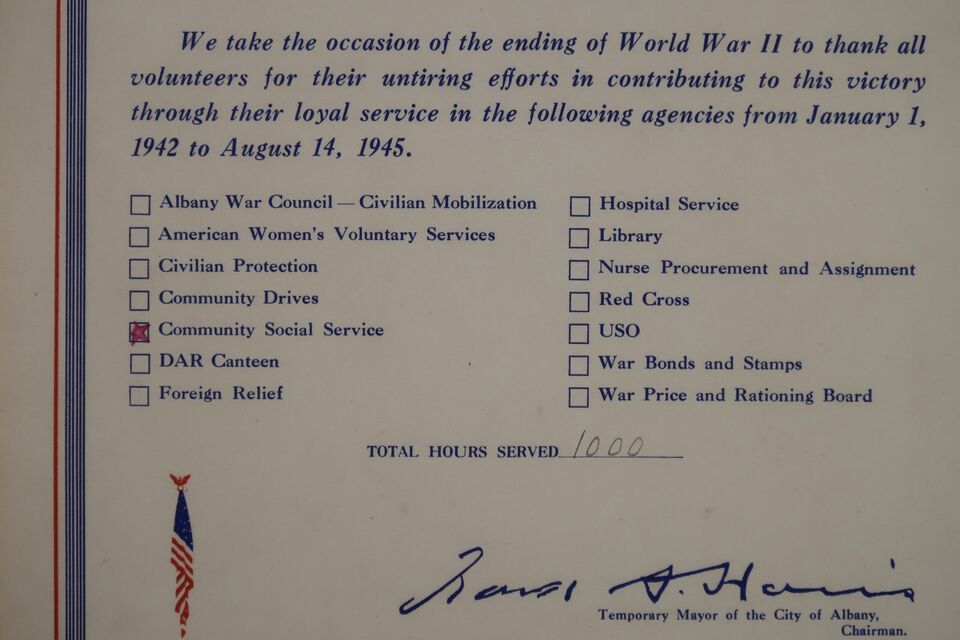 We take the occasion of the ending of World War II to thank all
volunteers for their untiring efforts in contributing to this victory
through their loyal service in the following agencies from January 1,
1942 to August 14, 1945.
Albany War Council — Civilian Mobilization
American Women's Voluntary Services
Civilian Protection
Community Drives
Community Social Service
DAR Canteen
Foreign Relief
Hospital Service
Library
Nurse Procurement and Assignment
Red Cross
USO
War Bonds and Stamps
War Price and Rationing Board
TOTAL HOURS SERVED 1000
A. Harris
Temporary Mayor of the City of Albany,
Chairman.